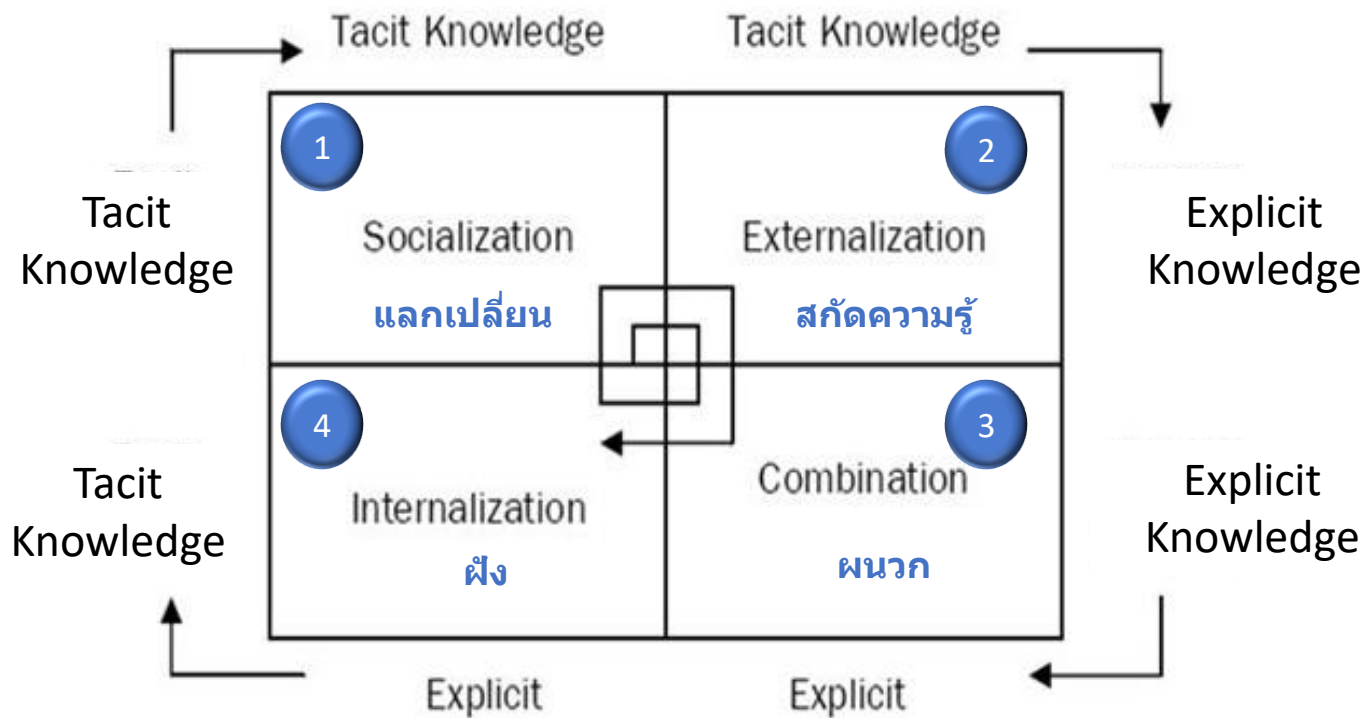 Tacit Knowledge
Tacit Knowledge
1
2
Tacit
Knowledge
Explicit
Knowledge
Socialization
Externalization
แลกเปลี่ยน
สกัดความรู้
4
3
Tacit
Knowledge
Explicit
Knowledge
Internalization
Combination
ฝัง
ผนวก
Explicit
Explicit